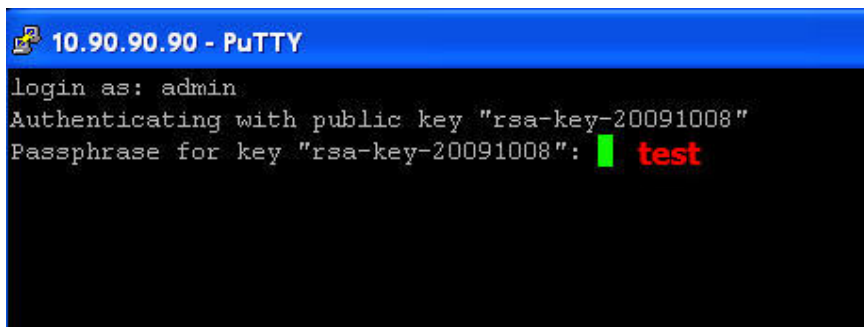 10.90.90.90 - PuTTY
login as: admin
Authenticating with public key "rsa-key-20091008"
Passphrase for key "rsa-key-20091008": test